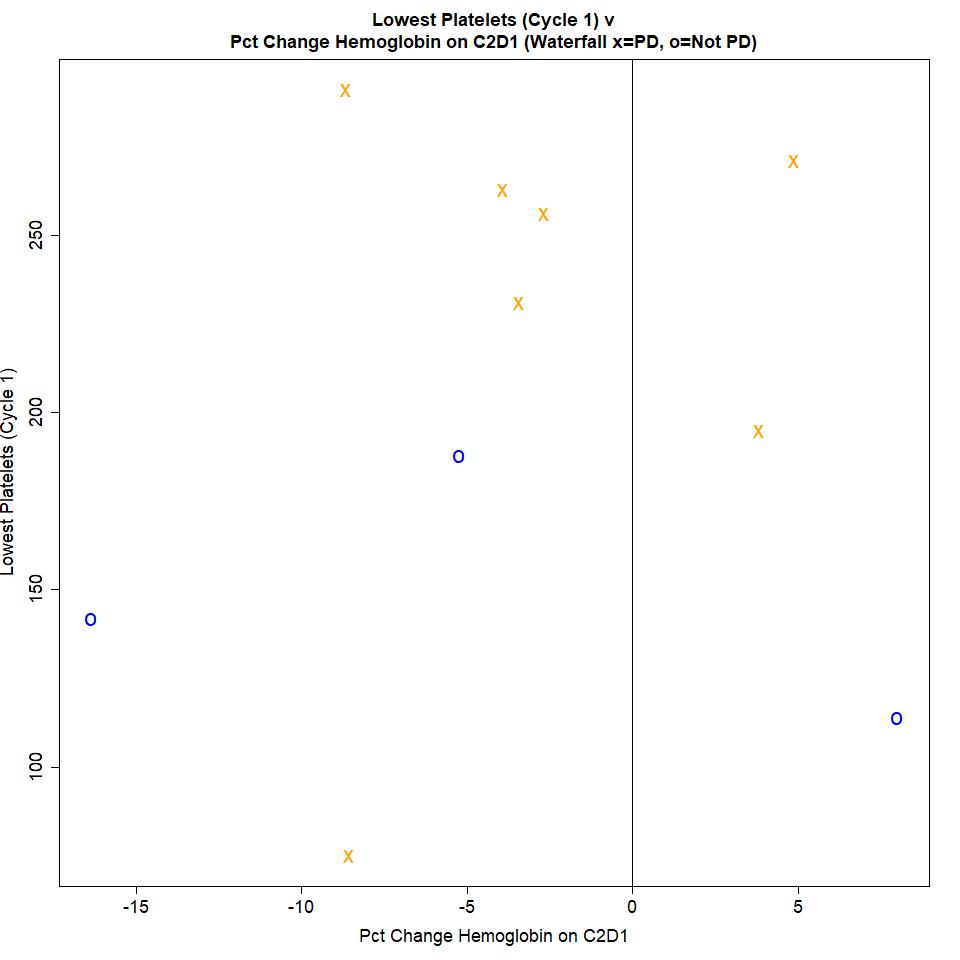 Lowest Platelets (Cycle 1) v
Pct Change Hemoglobin on C2D1 (Waterfall x=PD, o=Not PD)
Lowest Platelets (Cycle 1)
250
200
150
100
X
X
X
X
X
X
O
O
O
X
-15
-10
-5
0
5
Pct Change Hemoglobin on C2D1